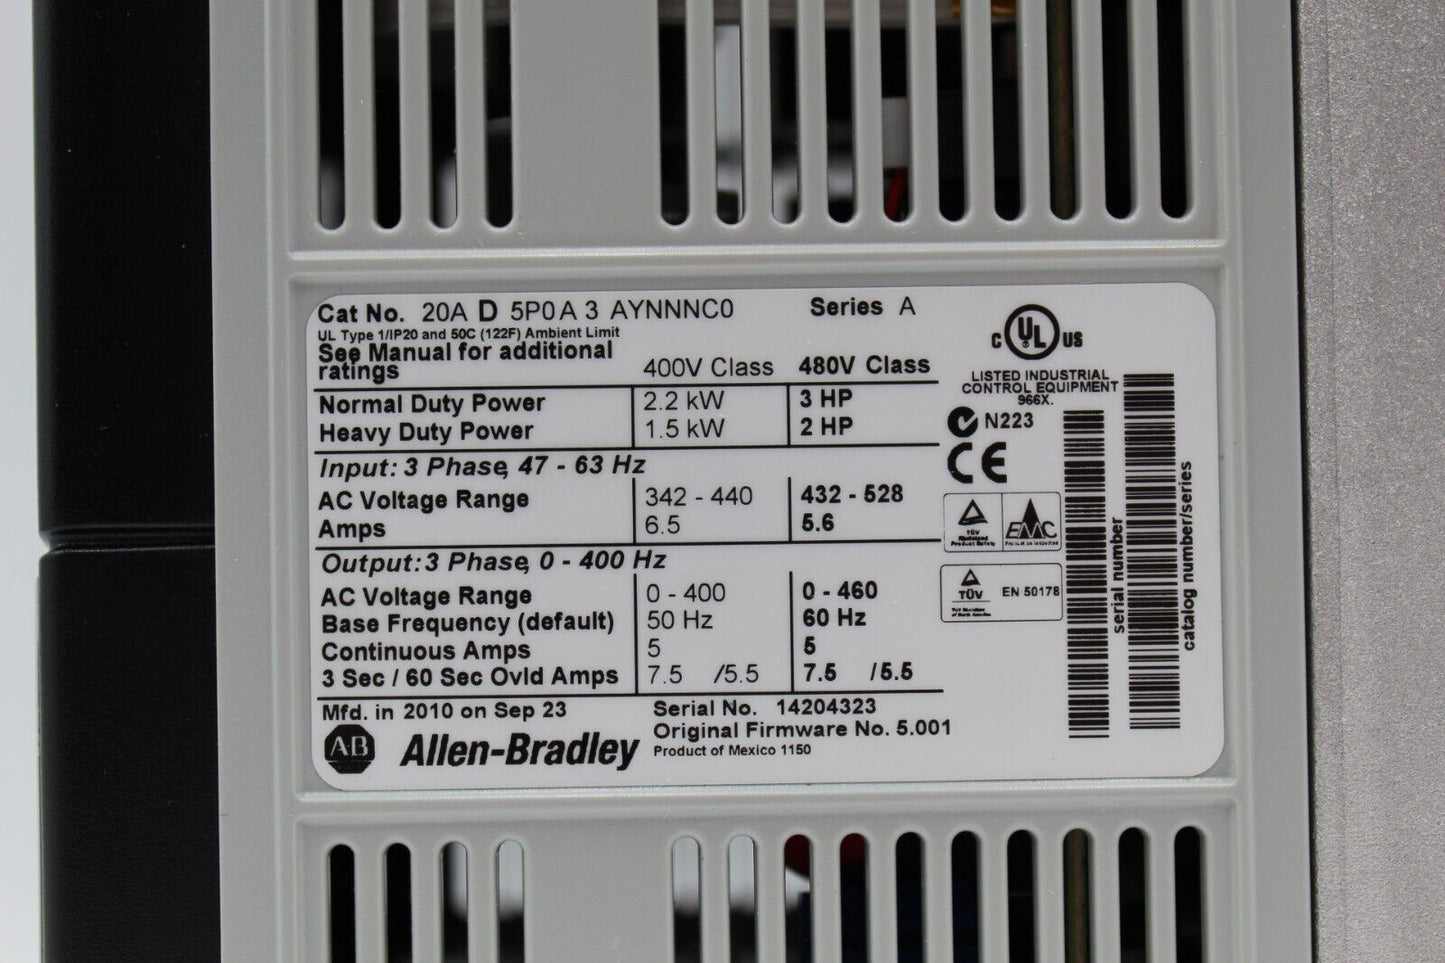 Cat No. 20A D 5P0 A 3 AYNNNC0 Series A
UL Type 1/IP20 and 50C (122F) Ambient Limit
See Manual for additional
ratings 400V Class 480V Class
Normal Duty Power 2.2 kW 3 HP
Heavy Duty Power 1.5 kW 2 HP
Input: 3 Phase, 47 - 63 Hz
AC Voltage Range 342 - 440 432 - 528
Amps 6.5 5.6
Output: 3 Phase, 0 - 400 Hz
AC Voltage Range 0 - 400 0 - 460
Base Frequency (default) 50 Hz 60 Hz
Continuous Amps 5 5
3 Sec / 60 Sec Ovld Amps 7.5 /5.5 7.5 /5.5
Mfd. in 2010 on Sep 23 Serial No. 14204323
Original Firmware No. 5.001
AB Allen-Bradley Product of Mexico 1150
C UL US
LISTED INDUSTRIAL
CONTROL EQUIPMENT
966X.
N223
CE
TÜV EMC
Product Safety
TÜV EN 50178
serial number
catalog number/series